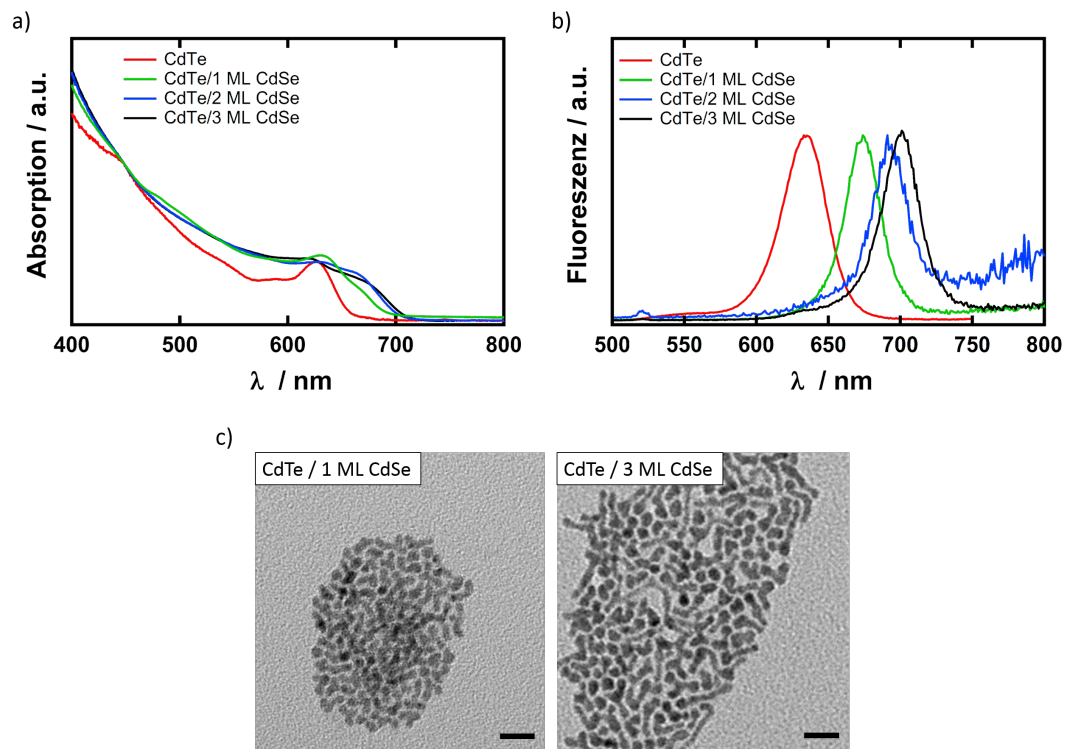 a)
Absorption / a.u.
CdTe
CdTe/1 ML CdSe
CdTe/2 ML CdSe
CdTe/3 ML CdSe
400 500 600 700 800
λ / nm
b)
Fluoreszenz / a.u.
CdTe
CdTe/1 ML CdSe
CdTe/2 ML CdSe
CdTe/3 ML CdSe
500 550 600 650 700 750 800
λ / nm
c)
CdTe / 1 ML CdSe
CdTe / 3 ML CdSe